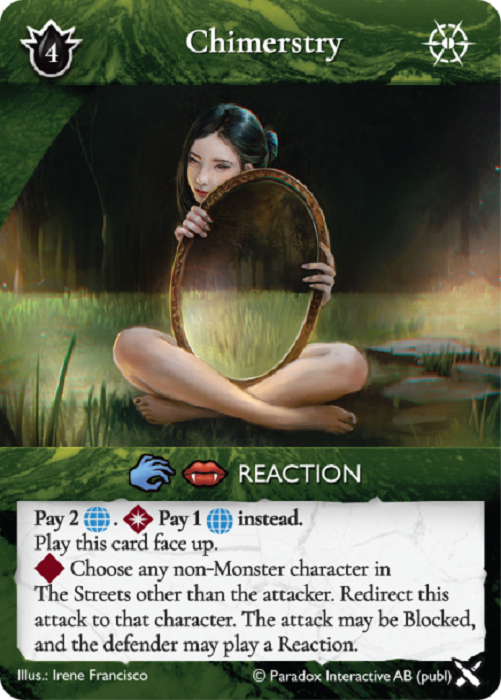 4
Chimerstry
REACTION
Pay 2 . Pay 1 instead.
Play this card face up.
Choose any non-Monster character in
The Streets other than the attacker. Redirect this
attack to that character. The attack may be Blocked,
and the defender may play a Reaction.
Illus.: Irene Francisco
© Paradox Interactive AB (publ)